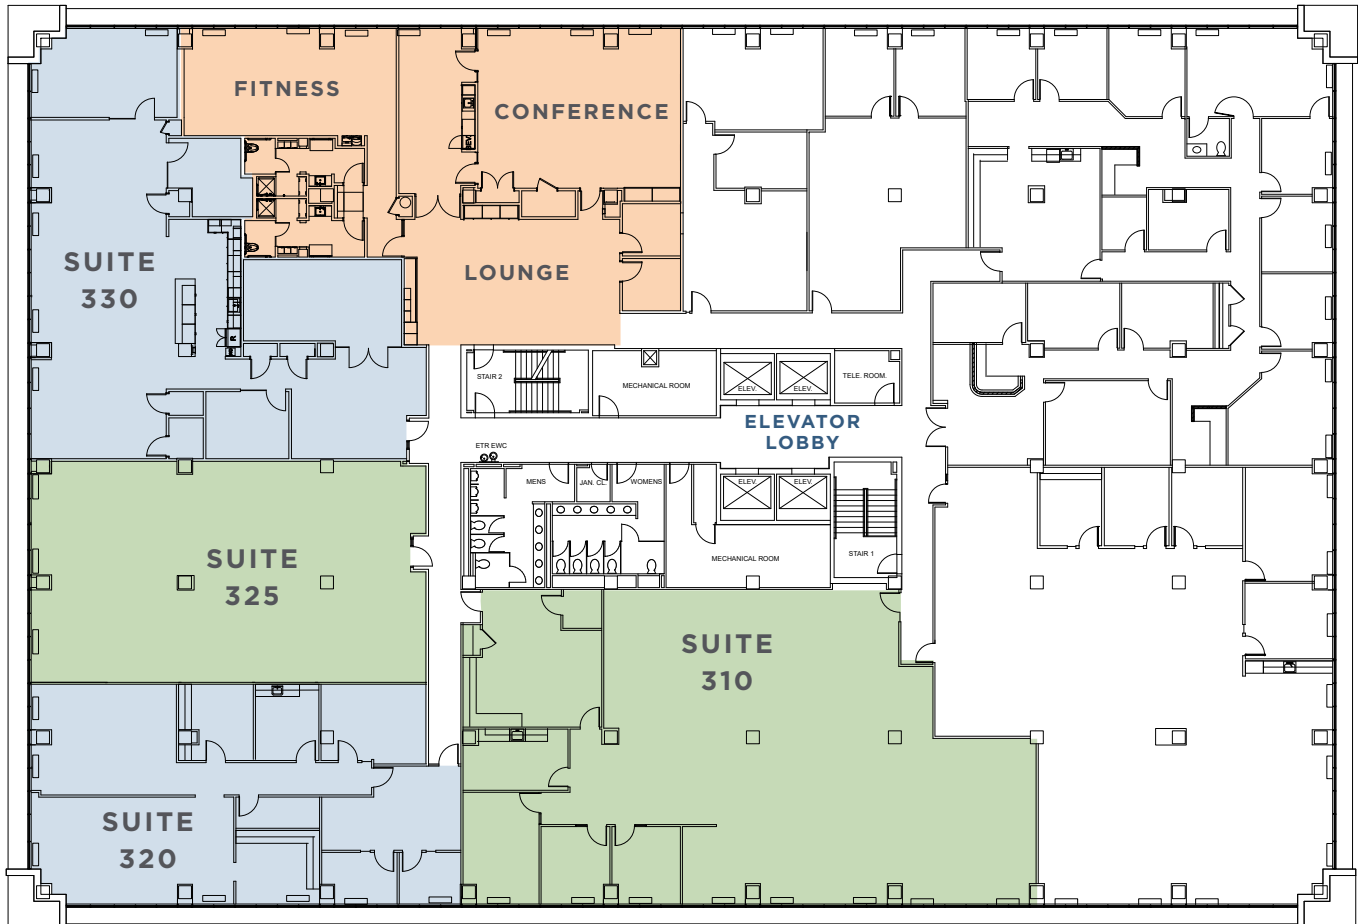 FITNESS
CONFERENCE
REF.
SUITE
330
LOUNGE
R
STAIR 2
MECHANICAL ROOM
ELEV.
ELEV.
TELE. ROOM.
ELEVATOR
LOBBY
ETR EWC
MENS
JAN. CL.
WOMENS
ELEV.
ELEV.
MECHANICAL ROOM
STAIR 1
SUITE
325
SUITE
310
SUITE
320